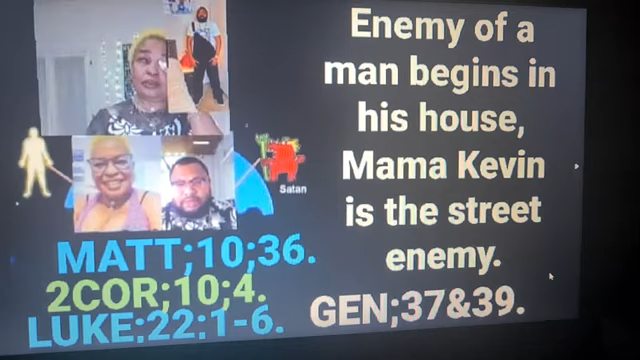 Enemy of a
man begins in
his house,
Mama Kevin
is the street
enemy.
Satan
MATT;10;36.
2COR;10;4.
LUKE:22:1-6.
GEN;37&39.